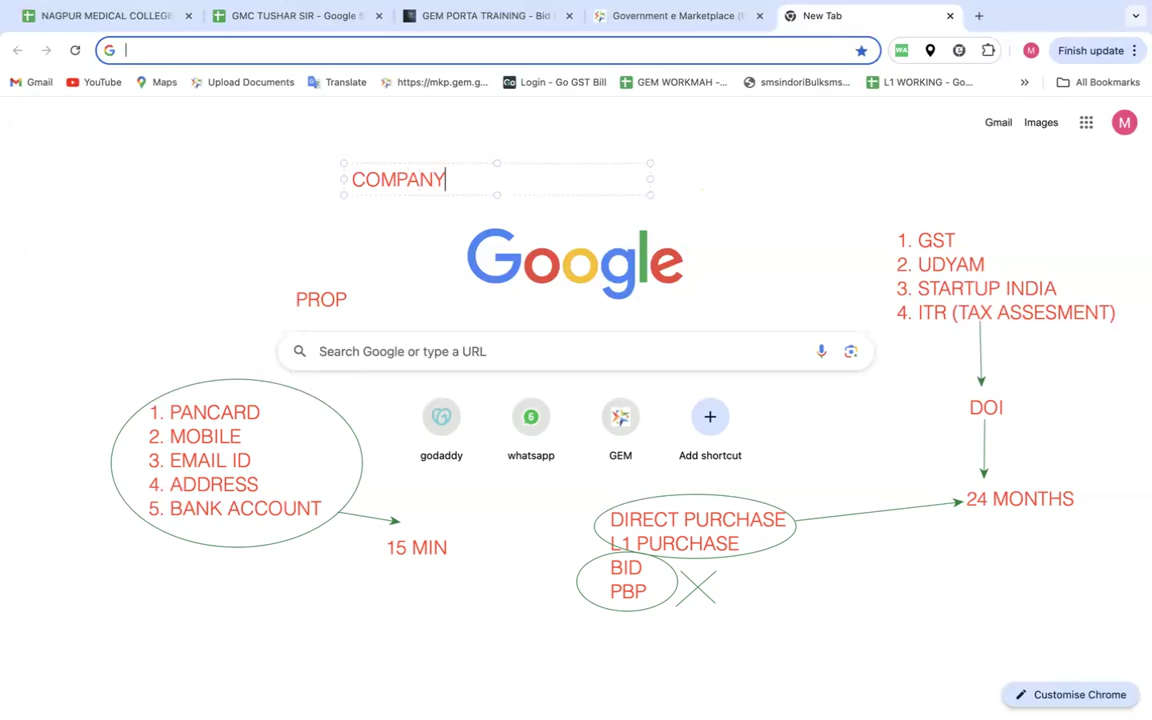 NAGPUR MEDICAL COLLEGE
GMC TUSHAR SIR - Google S
GEM PORTA TRAINING - Bid
Government e Marketplace (
New Tab
Finish update
Gmail
YouTube
Maps
Upload Documents
Translate
https://mkp.gem.g...
Login - Go GST Bill
GEM WORKMAH -...
smsindoriBulksms...
L1 WORKING - Go...
All Bookmarks
Gmail
Images
M
COMPANY
Google
PROP
1. GST
2. UDYAM
3. STARTUP INDIA
4. ITR (TAX ASSESMENT)
Search Google or type a URL
DOI
1. PANCARD
2. MOBILE
3. EMAIL ID
4. ADDRESS
5. BANK ACCOUNT
godaddy
whatsapp
GEM
Add shortcut
24 MONTHS
15 MIN
DIRECT PURCHASE
L1 PURCHASE
BID
PBP
Customise Chrome